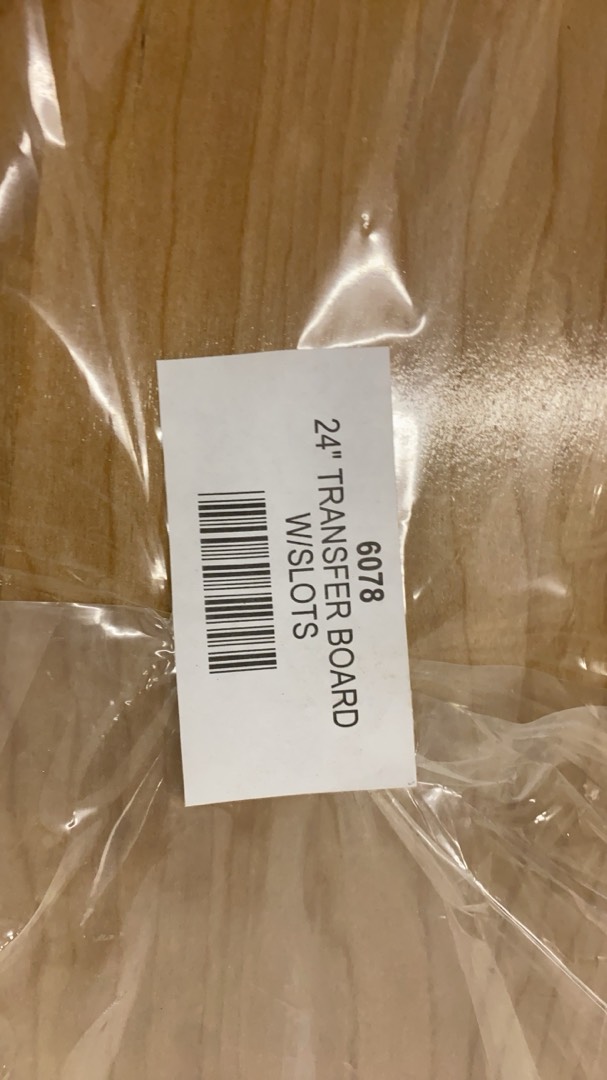 6078
24" TRANSFER BOARD
W/SLOTS